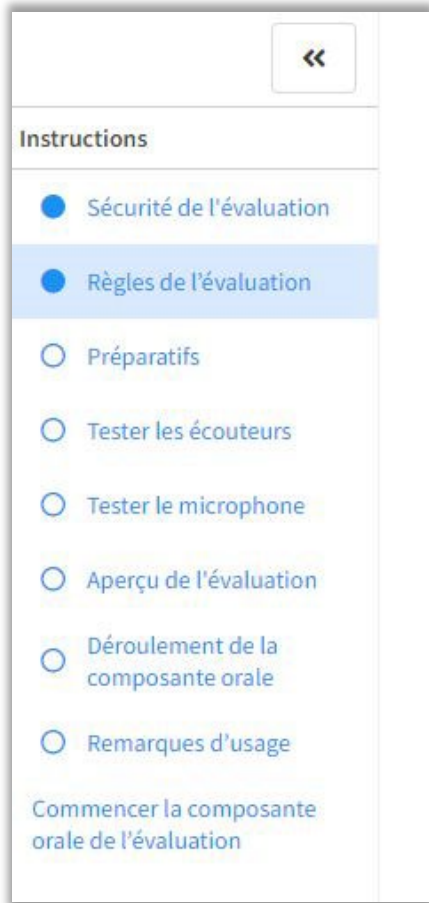 «
Instructions
Sécurité de l'évaluation
Règles de l’évaluation
Préparatifs
Tester les écouteurs
Tester le microphone
Aperçu de l'évaluation
Déroulement de la
composante orale
Remarques d’usage
Commencer la composante
orale de l’évaluation